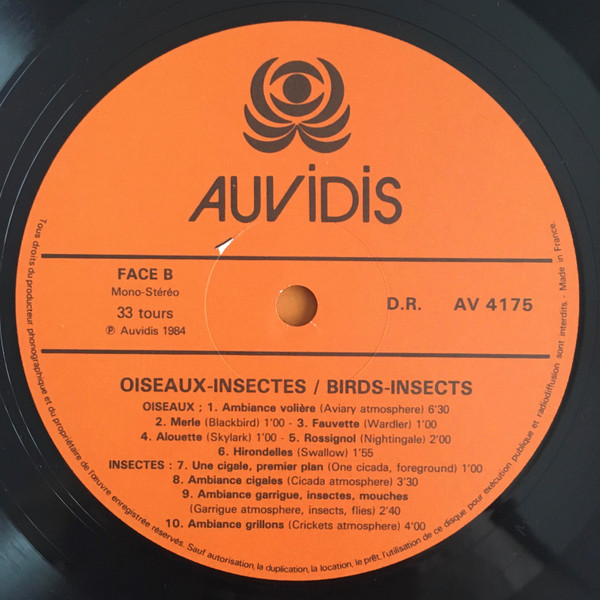 AUViDiS
FACE B
Mono-Stéréo
33 tours
℗ Auvidis 1984
D.R. AV 4175
OISEAUX-INSECTES / BIRDS-INSECTS
OISEAUX ; 1. Ambiance volière (Aviary atmosphere) 6'30
2. Merle (Blackbird) 1'00 - 3. Fauvette (Wardler) 1'00
4. Alouette (Skylark) 1'00 - 5. Rossignol (Nightingale) 2'00
6. Hirondelles (Swallow) 1'55
INSECTES : 7. Une cigale, premier plan (One cicada, foreground) 1'00
8. Ambiance cigales (Cicada atmosphere) 3'30
9. Ambiance garrigue, insectes, mouches
(Garrigue atmosphere, insects, flies) 2'40
10. Ambiance grillons (Crickets atmosphere) 4'00
Tous droits du producteur phonographique et du propriétaire de l'œuvre enregistrée réservés. Sauf autorisation, la duplication, la location, le prêt, l'utilisation de ce disque pour exécution publique et radiodiffusion sont interdits. - Made in France.